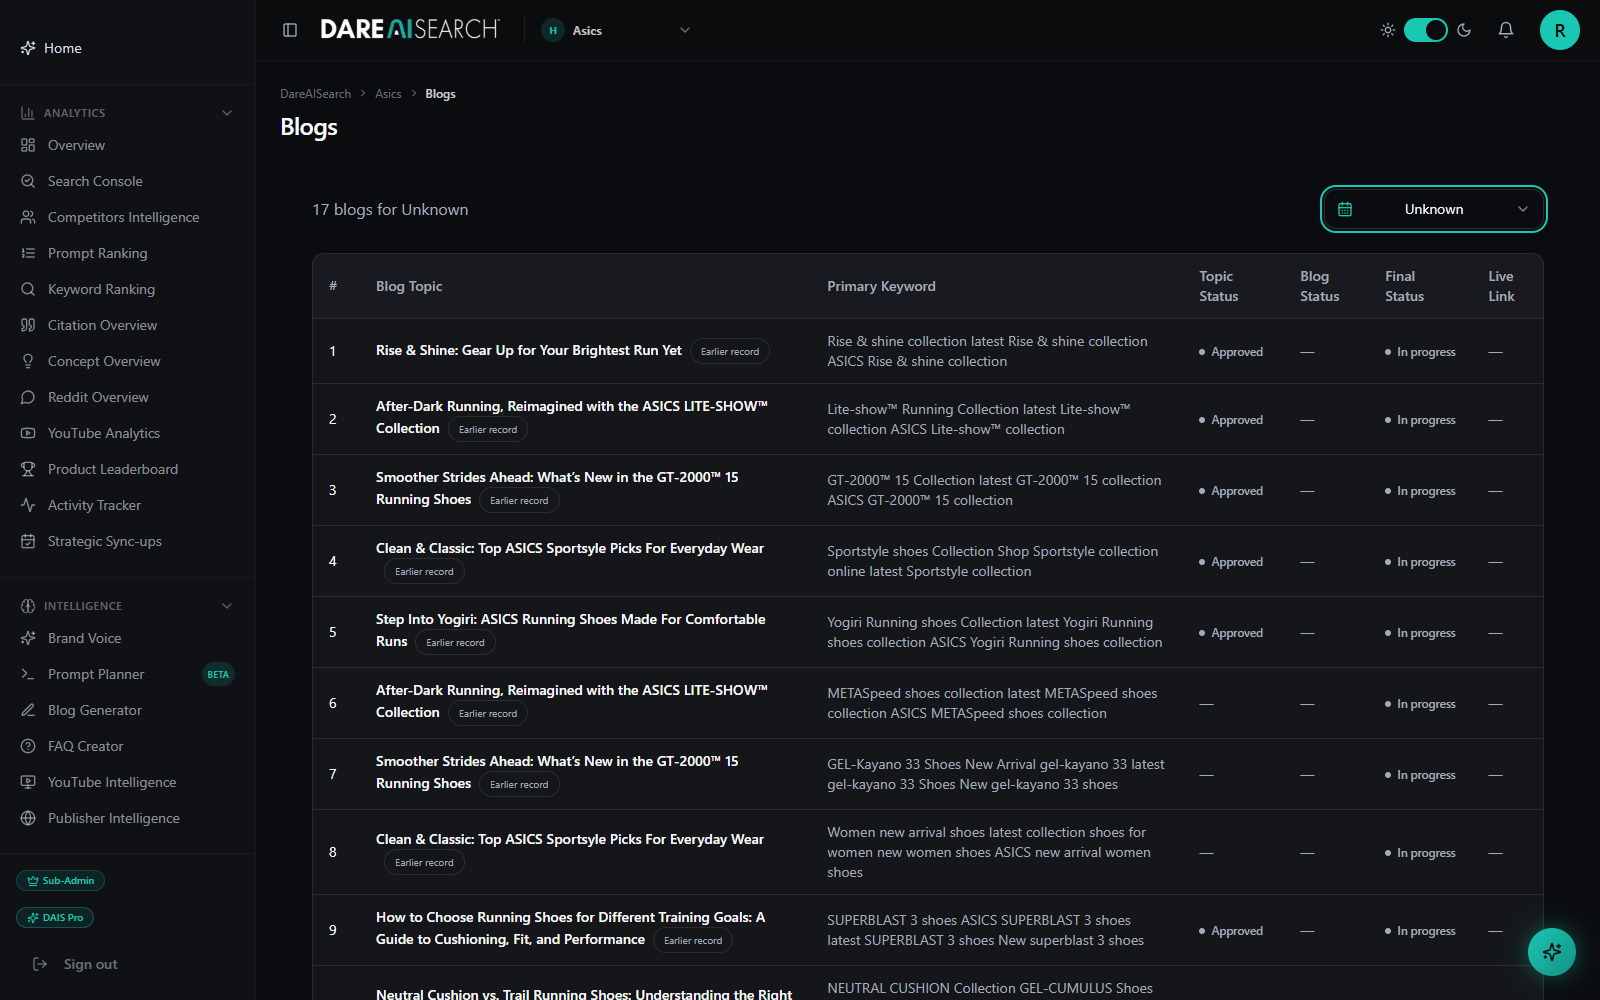 Home
DARE AISEARCH
H Asics
R
ANALYTICS
Overview
Search Console
Competitors Intelligence
Prompt Ranking
Keyword Ranking
Citation Overview
Concept Overview
Reddit Overview
YouTube Analytics
Product Leaderboard
Activity Tracker
Strategic Sync-ups
INTELLIGENCE
Brand Voice
Prompt Planner BETA
Blog Generator
FAQ Creator
YouTube Intelligence
Publisher Intelligence
Sub-Admin
DAIS Pro
Sign out
DareAISearch > Asics > Blogs
Blogs
17 blogs for Unknown
Unknown
# Blog Topic Primary Keyword Topic Status Blog Status Final Status Live Link
1 Rise & Shine: Gear Up for Your Brightest Run Yet Earlier record
Rise & shine collection latest Rise & shine collection
ASICS Rise & shine collection
Approved — In progress —
2 After-Dark Running, Reimagined with the ASICS LITE-SHOW™
Collection Earlier record
Lite-show™ Running Collection latest Lite-show™
collection ASICS Lite-show™ collection
Approved — In progress —
3 Smoother Strides Ahead: What's New in the GT-2000™ 15
Running Shoes Earlier record
GT-2000™ 15 Collection latest GT-2000™ 15 collection
ASICS GT-2000™ 15 collection
Approved — In progress —
4 Clean & Classic: Top ASICS Sportsyle Picks For Everyday Wear
Earlier record
Sportstyle shoes Collection Shop Sportstyle collection
online latest Sportstyle collection
Approved — In progress —
5 Step Into Yogiri: ASICS Running Shoes Made For Comfortable
Runs Earlier record
Yogiri Running shoes Collection latest Yogiri Running
shoes collection ASICS Yogiri Running shoes collection
Approved — In progress —
6 After-Dark Running, Reimagined with the ASICS LITE-SHOW™
Collection Earlier record
METASpeed shoes collection latest METASpeed shoes
collection ASICS METASpeed shoes collection
— — In progress —
7 Smoother Strides Ahead: What's New in the GT-2000™ 15
Running Shoes Earlier record
GEL-Kayano 33 Shoes New Arrival gel-kayano 33 latest
gel-kayano 33 Shoes New gel-kayano 33 shoes
— — In progress —
8 Clean & Classic: Top ASICS Sportsyle Picks For Everyday Wear
Earlier record
Women new arrival shoes latest collection shoes for
women new women shoes ASICS new arrival women
shoes
— — In progress —
9 How to Choose Running Shoes for Different Training Goals: A
Guide to Cushioning, Fit, and Performance Earlier record
SUPERBLAST 3 shoes ASICS SUPERBLAST 3 shoes
latest SUPERBLAST 3 shoes New superblast 3 shoes
Approved — In progress —
Neutral Cushion vs. Trail Running Shoes: Understanding the Right
NEUTRAL CUSHION Collection GEL-CUMULUS Shoes